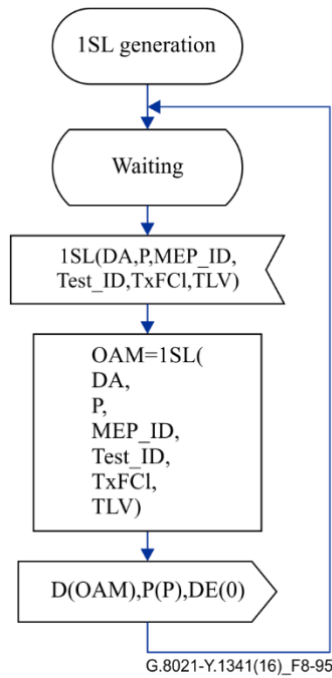 1SL generation
Waiting
1SL(DA,P,MEP_ID,
Test_ID,TxFCl,TLV)
OAM=1SL(
DA,
P,
MEP_ID,
Test_ID,
TxFCl,
TLV)
D(OAM),P(P),DE(0)
G.8021-Y.1341(16)_F8-95